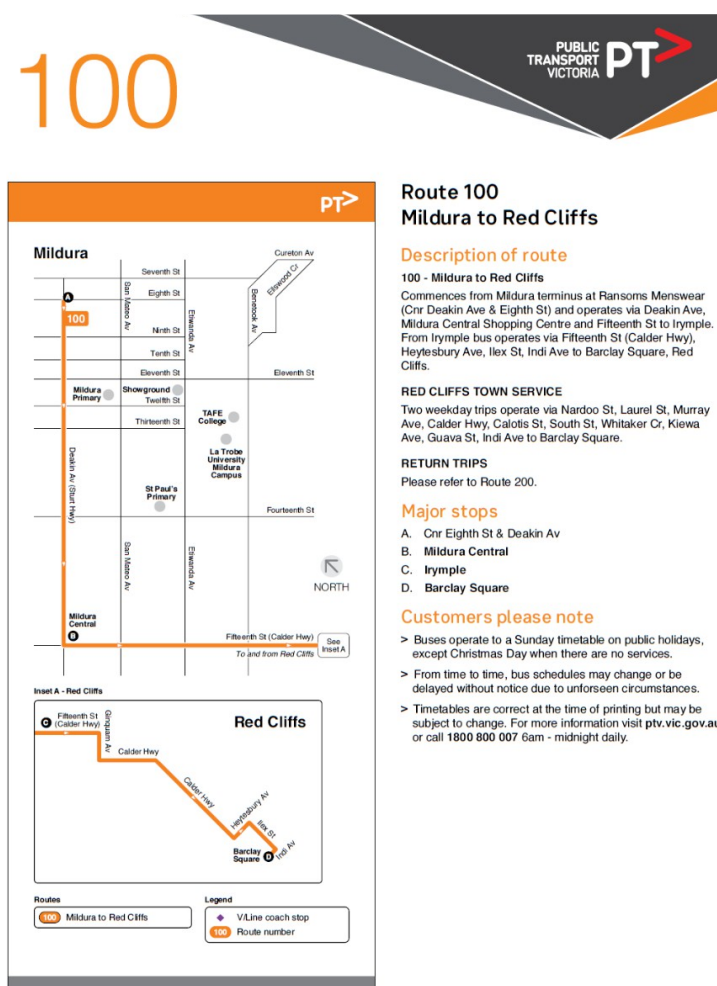 PUBLIC
TRANSPORT
VICTORIA
PT
100
PT
Mildura
Cureton Av
Seventh St
Ellswood Cr
San Mateo Av
Eighth St
Etiwanda Av
Benetook Av
A
100
Ninth St
Tenth St
Eleventh St
Eleventh St
Mildura
Primary
Showground
Twelfth St
Thirteenth St
TAFE
College
La Trobe
University
Mildura
Campus
Deakin Av (Sturt Hwy)
St Paul's
Primary
Fourteenth St
San Mateo Av
Etiwanda Av
NORTH
Mildura
Central
B
Fifteenth St (Calder Hwy)
To and from Red Cliffs
See
Inset A
Inset A - Red Cliffs
C
Fifteenth St
(Calder Hwy)
Ginquam Av
Red Cliffs
Calder Hwy
Calder Hwy
Heytesbury Av
Ilex St
Barclay
Square
D
Indi Av
Routes
100 Mildura to Red Cliffs
Legend
V/Line coach stop
100 Route number
Route 100
Mildura to Red Cliffs
Description of route
100 - Mildura to Red Cliffs
Commences from Mildura terminus at Ransoms Menswear
(Cnr Deakin Ave & Eighth St) and operates via Deakin Ave,
Mildura Central Shopping Centre and Fifteenth St to Irymple.
From Irymple bus operates via Fifteenth St (Calder Hwy),
Heytesbury Ave, Ilex St, Indi Ave to Barclay Square, Red
Cliffs.
RED CLIFFS TOWN SERVICE
Two weekday trips operate via Nardoo St, Laurel St, Murray
Ave, Calder Hwy, Calotis St, South St, Whitaker Cr, Kiewa
Ave, Guava St, Indi Ave to Barclay Square.
RETURN TRIPS
Please refer to Route 200.
Major stops
A. Cnr Eighth St & Deakin Av
B. Mildura Central
C. Irymple
D. Barclay Square
Customers please note
> Buses operate to a Sunday timetable on public holidays,
except Christmas Day when there are no services.
> From time to time, bus schedules may change or be
delayed without notice due to unforseen circumstances.
> Timetables are correct at the time of printing but may be
subject to change. For more information visit ptv.vic.gov.au
or call 1800 800 007 6am - midnight daily.